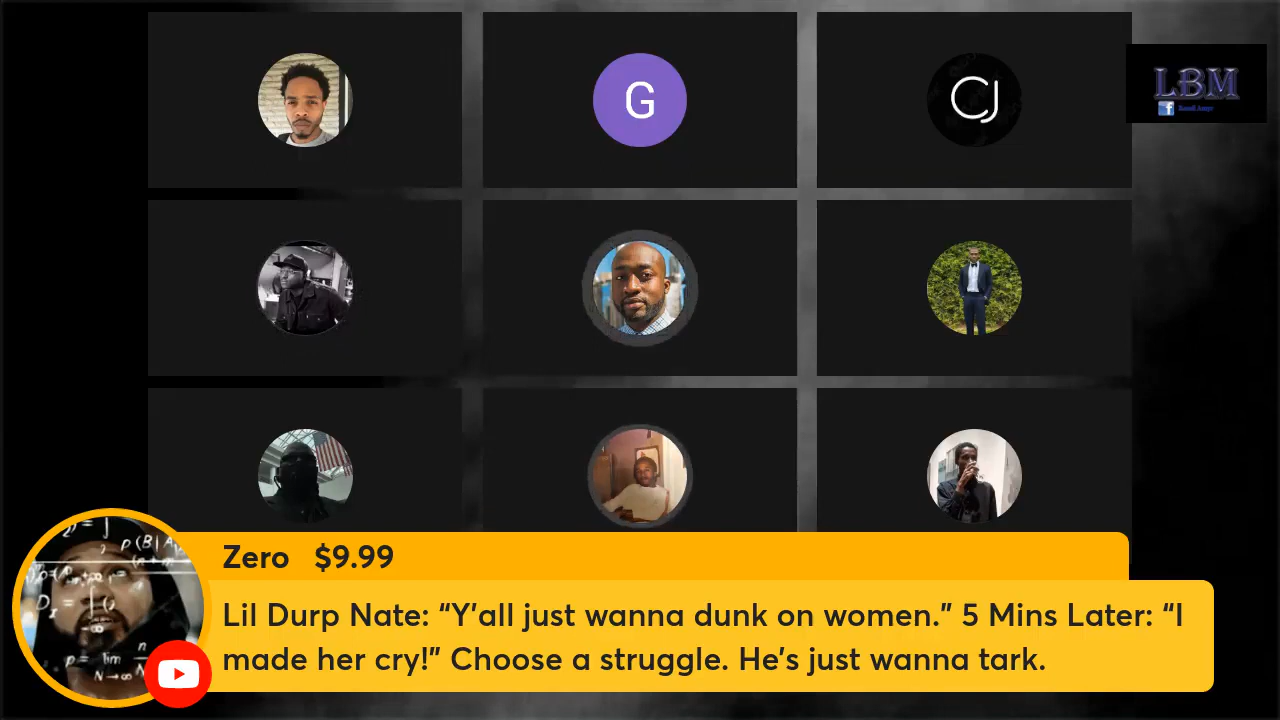 G
CJ
LBM
Zero $9.99
Lil Durp Nate: “Y’all just wanna dunk on women.” 5 Mins Later: “I
made her cry!” Choose a struggle. He’s just wanna tark.